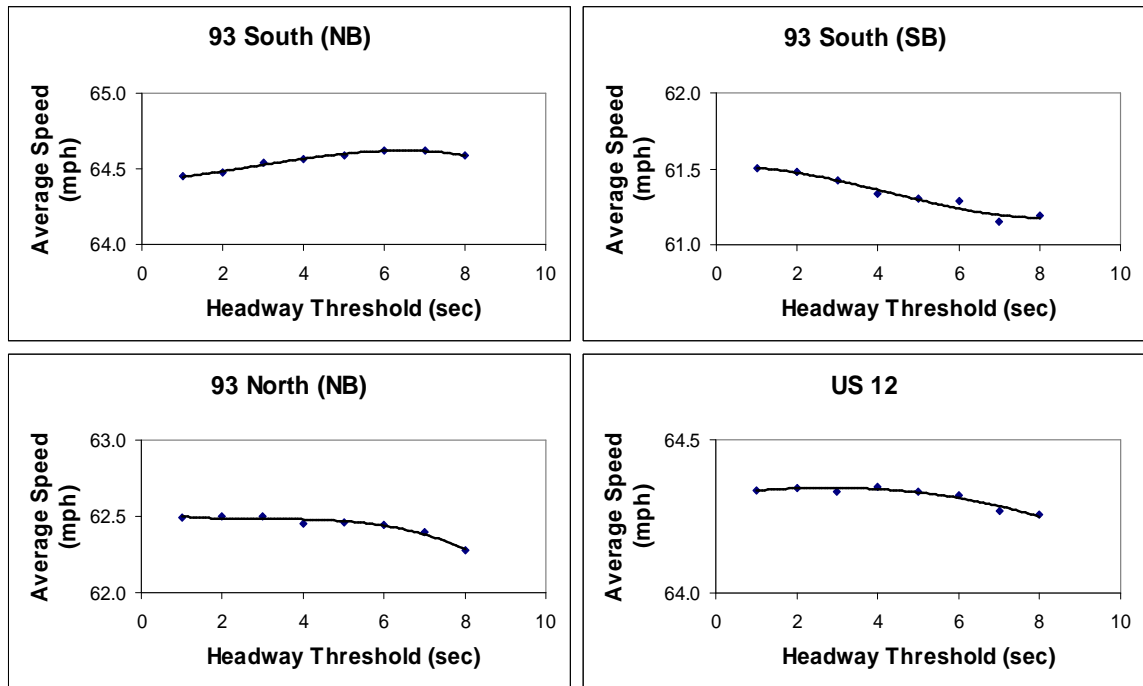 93 South (NB)
65.0
64.5
64.0
0 2 4 6 8 10
Average Speed
(mph)
Headway Threshold (sec)
93 South (SB)
62.0
61.5
61.0
0 2 4 6 8 10
Average Speed
(mph)
Headway Threshold (sec)
93 North (NB)
63.0
62.5
62.0
0 2 4 6 8 10
Average Speed
(mph)
Headway Threshold (sec)
US 12
64.5
64.0
0 2 4 6 8 10
Average Speed
(mph)
Headway Threshold (sec)